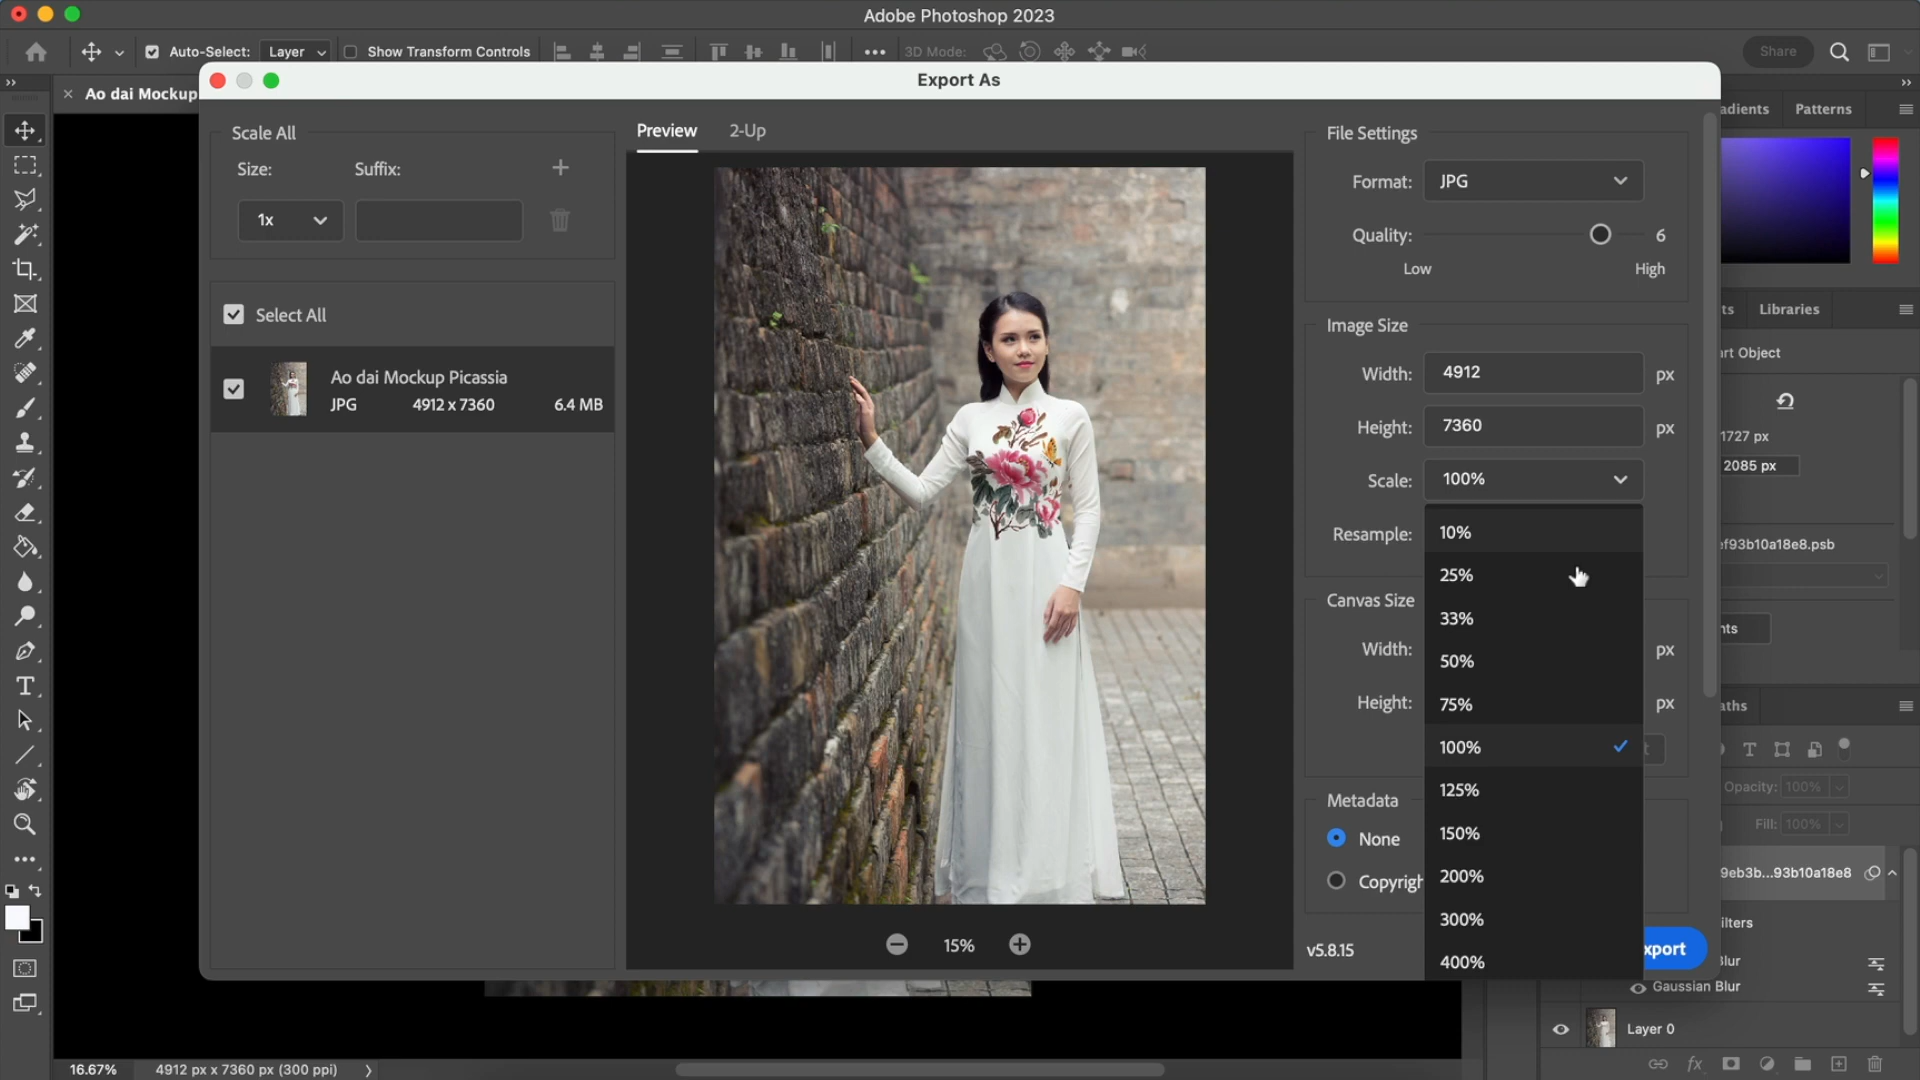 Adobe Photoshop 2023
Auto-Select: Layer Show Transform Controls 3D Mode: Share
Export As
Ao dai Mockup
Scale All
Size: Suffix:
1x
Select All
Ao dai Mockup Picassia
JPG 4912 x 7360 6.4 MB
Preview 2-Up
15%
File Settings
Format: JPG
Quality: 6
Low High
Image Size
Width: 4912 px
Height: 7360 px
Scale: 100%
Resample:
10%
25%
33%
50%
75%
100%
125%
150%
200%
300%
400%
Canvas Size
Width: px
Height: px
t
Metadata
None
Copyrigh
v5.8.15
xport
adients Patterns
ts Libraries
rt Object
1727 px
2085 px
ef93b10a18e8.psb
nts
aths
Opacity: 100%
Fill: 100%
9eb3b...93b10a18e8
ilters
lur
Gaussian Blur
Layer 0
fx
16.67% 4912 px x 7360 px (300 ppi)